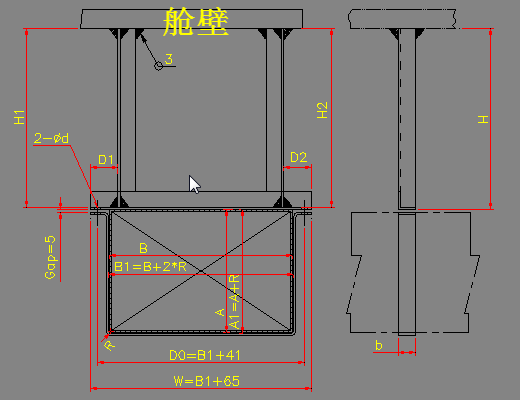 舱壁
3
H1
H2
H
2-ød
D1
D2
Gap=5
B
B1=B+2*R
A
A1=A+R
R
D0=B1+41
b
W=B1+65